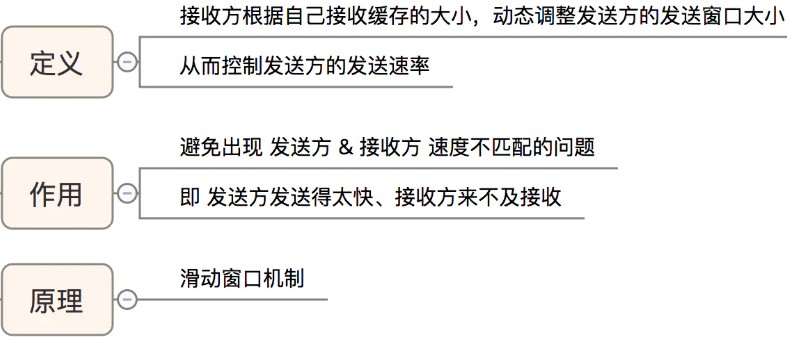 定义
接收方根据自己接收缓存的大小，动态调整发送方的发送窗口大小
从而控制发送方的发送速率
作用
避免出现 发送方 & 接收方 速度不匹配的问题
即 发送方发送得太快、接收方来不及接收
原理
滑动窗口机制